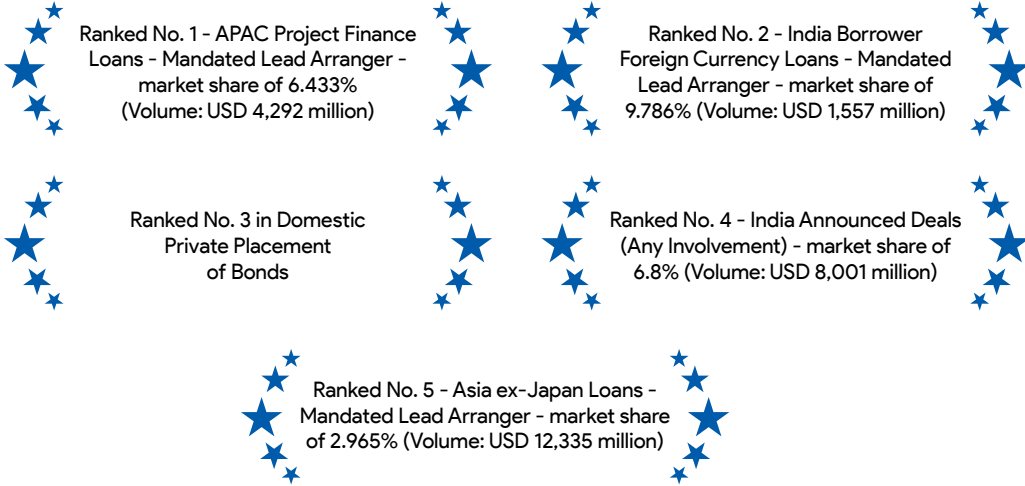 Ranked No. 1 - APAC Project Finance
Loans - Mandated Lead Arranger -
market share of 6.433%
(Volume: USD 4,292 million)
Ranked No. 2 - India Borrower
Foreign Currency Loans - Mandated
Lead Arranger - market share of
9.786% (Volume: USD 1,557 million)
Ranked No. 3 in Domestic
Private Placement
of Bonds
Ranked No. 4 - India Announced Deals
(Any Involvement) - market share of
6.8% (Volume: USD 8,001 million)
Ranked No. 5 - Asia ex-Japan Loans -
Mandated Lead Arranger - market share
of 2.965% (Volume: USD 12,335 million)